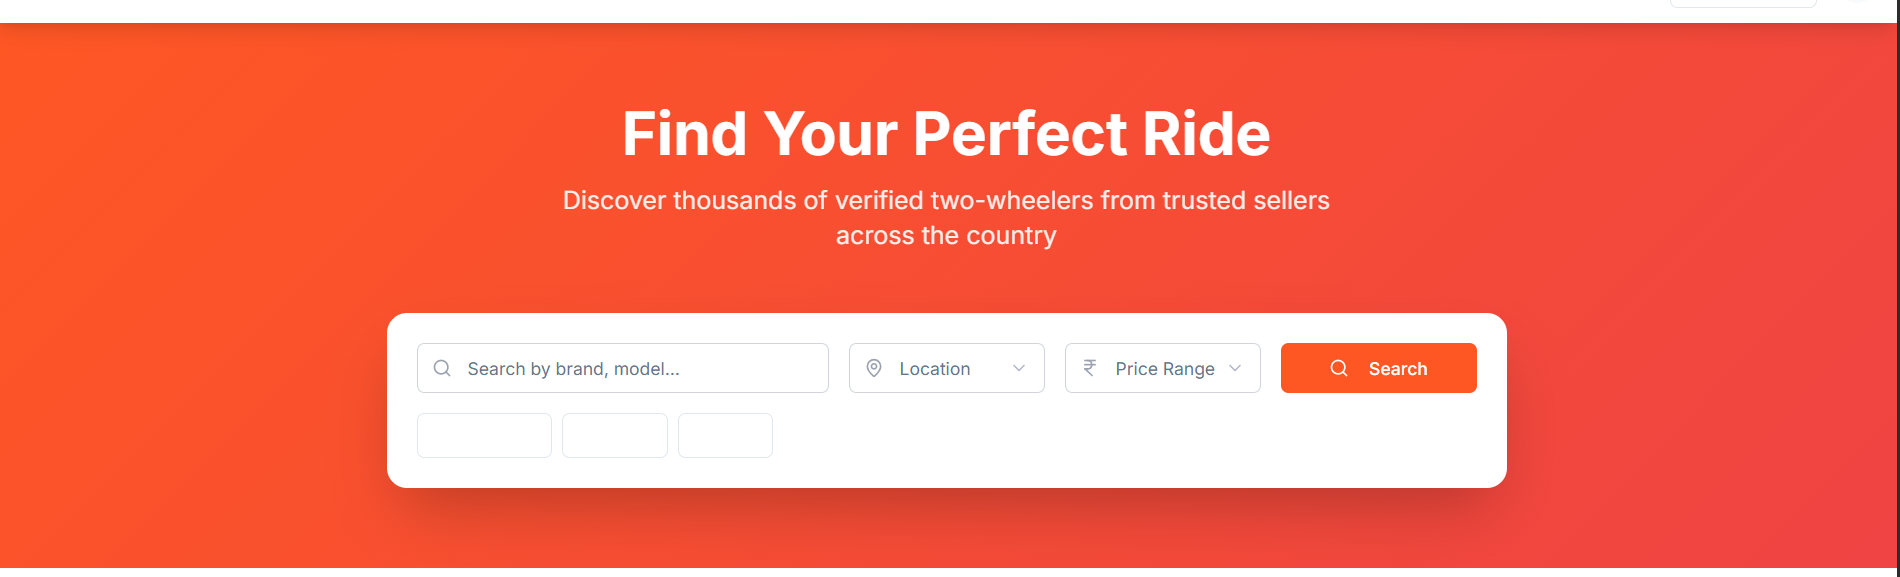 Find Your Perfect Ride
Discover thousands of verified two-wheelers from trusted sellers
across the country
Search by brand, model...
Location
₹ Price Range
Search